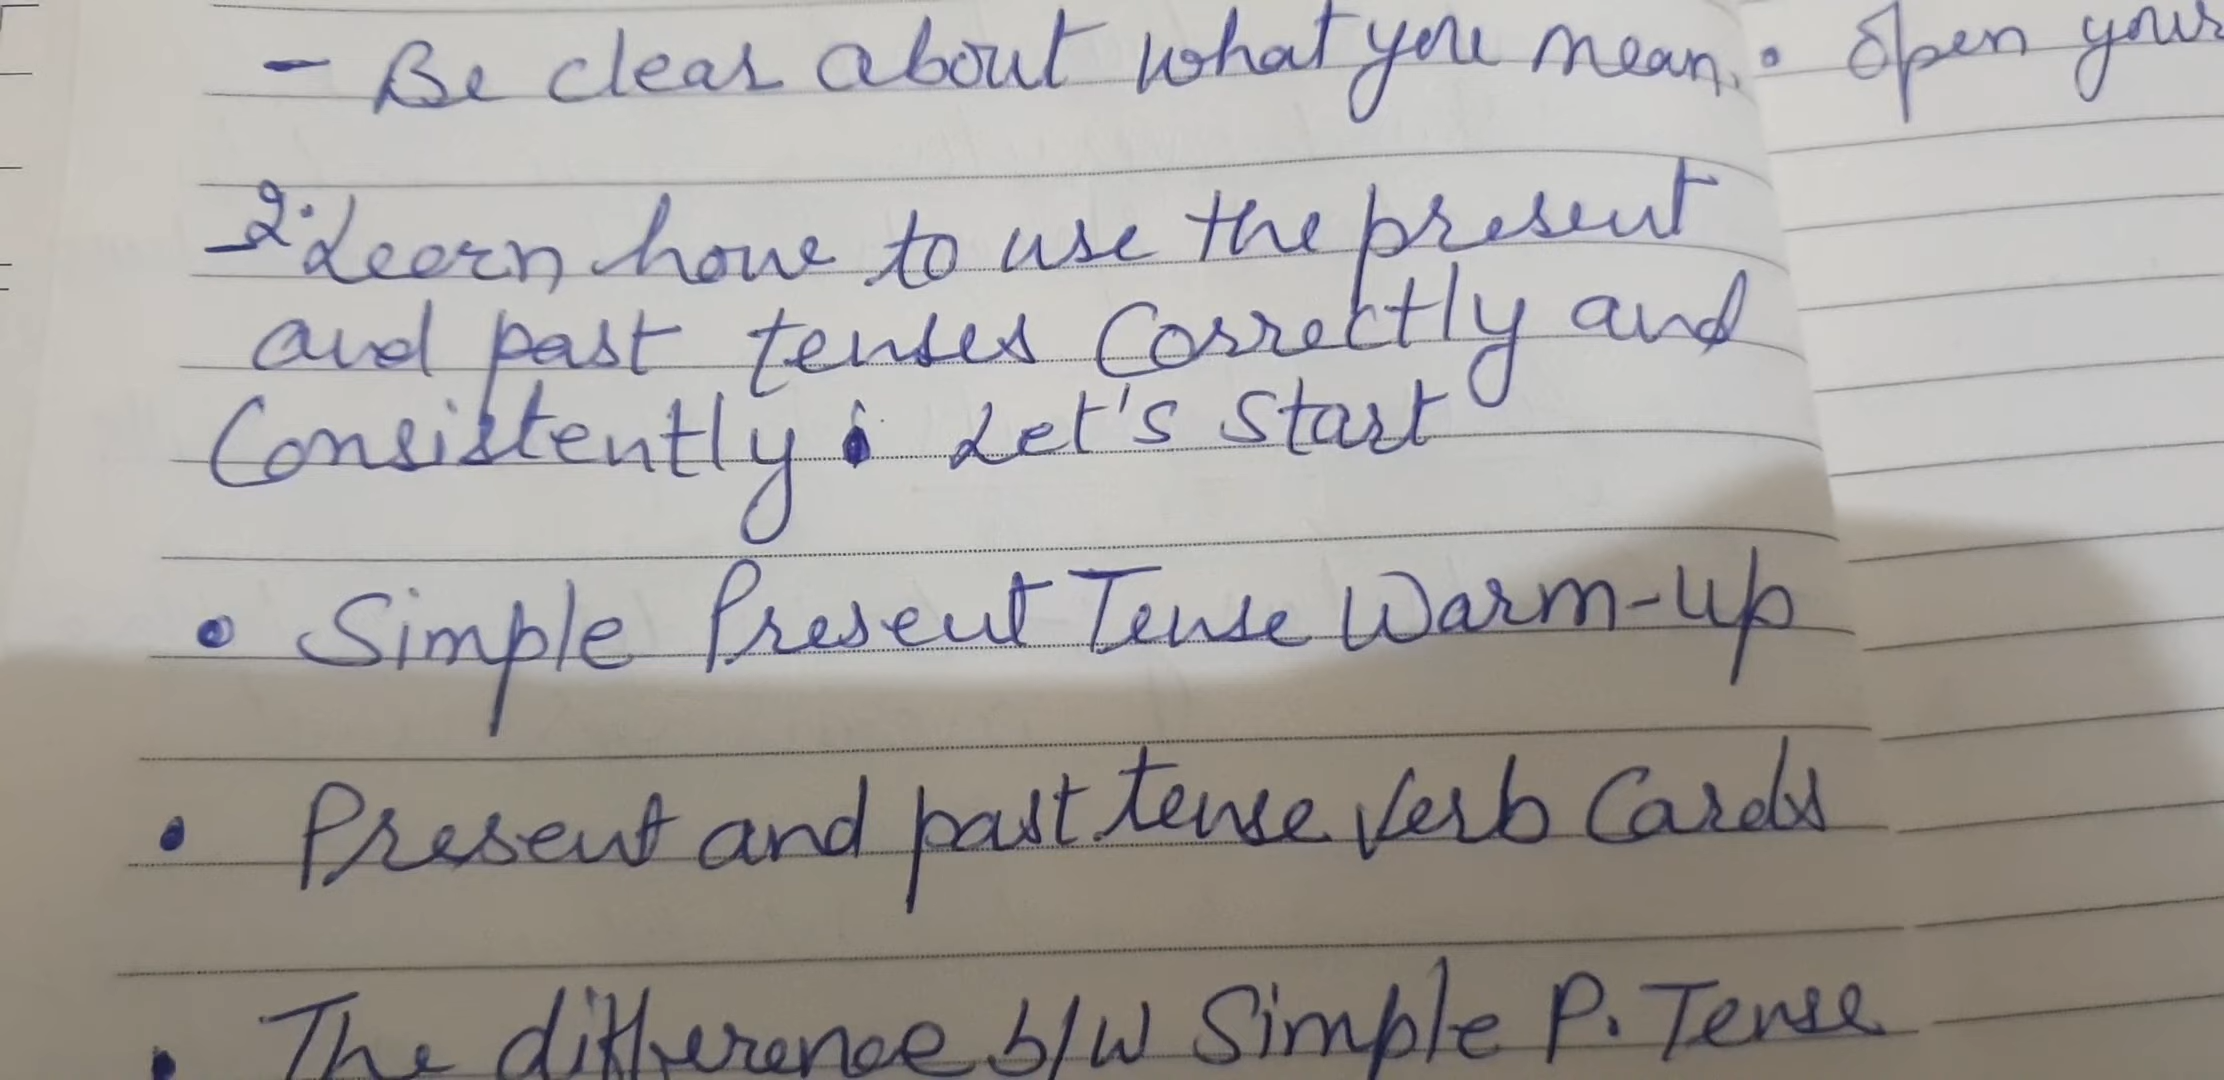 - Be clear about what you mean.
• Open your
2. Learn how to use the present
and past tenses Correctly and
Consistently. Let's start
• Simple Present Tense Warm-up
• Present and past tense Verb Cards
• The difference b/w Simple P. Tense